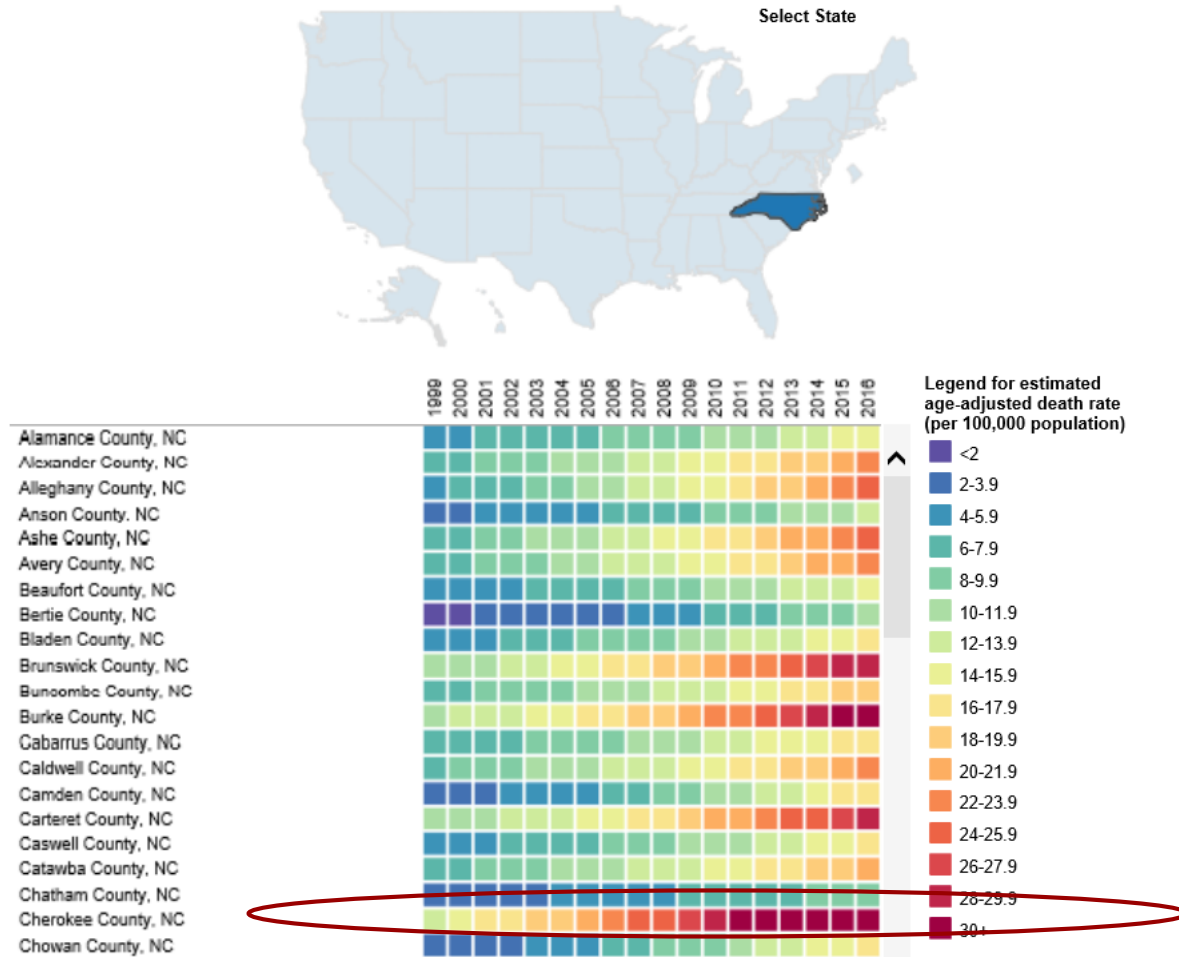 Select State
1999 2000 2001 2002 2003 2004 2005 2006 2007 2008 2009 2010 2011 2012 2013 2014 2015 2016
Legend for estimated
age-adjusted death rate
(per 100,000 population)
Alamance County, NC
Alexander County, NC
Alleghany County, NC
Anson County, NC
Ashe County, NC
Avery County, NC
Beaufort County, NC
Bertie County, NC
Bladen County, NC
Brunswick County, NC
Buncombe County, NC
Burke County, NC
Cabarrus County, NC
Caldwell County, NC
Camden County, NC
Carteret County, NC
Caswell County, NC
Catawba County, NC
Chatham County, NC
Cherokee County, NC
Chowan County, NC
<2
2-3.9
4-5.9
6-7.9
8-9.9
10-11.9
12-13.9
14-15.9
16-17.9
18-19.9
20-21.9
22-23.9
24-25.9
26-27.9
28-29.9
30+